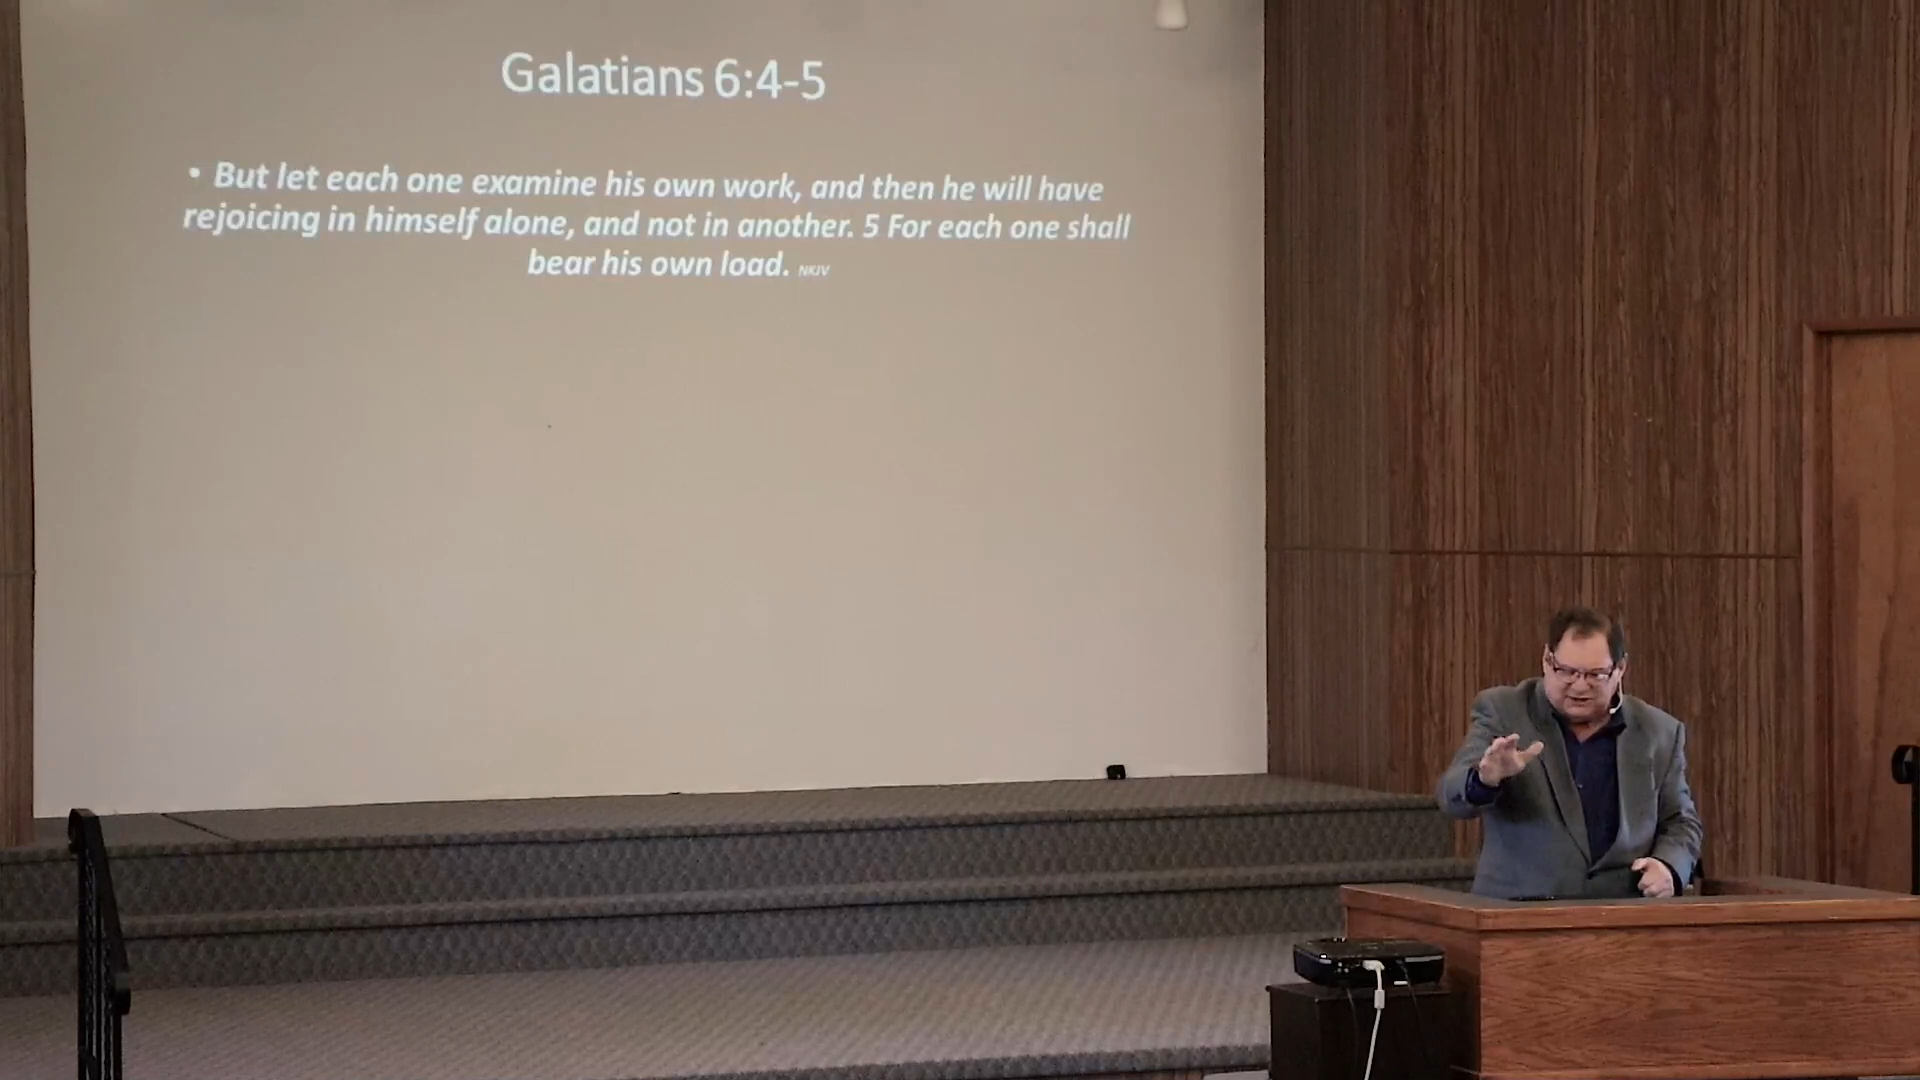 Galatians 6:4-5
• But let each one examine his own work, and then he will have
rejoicing in himself alone, and not in another. 5 For each one shall
bear his own load. NKJV